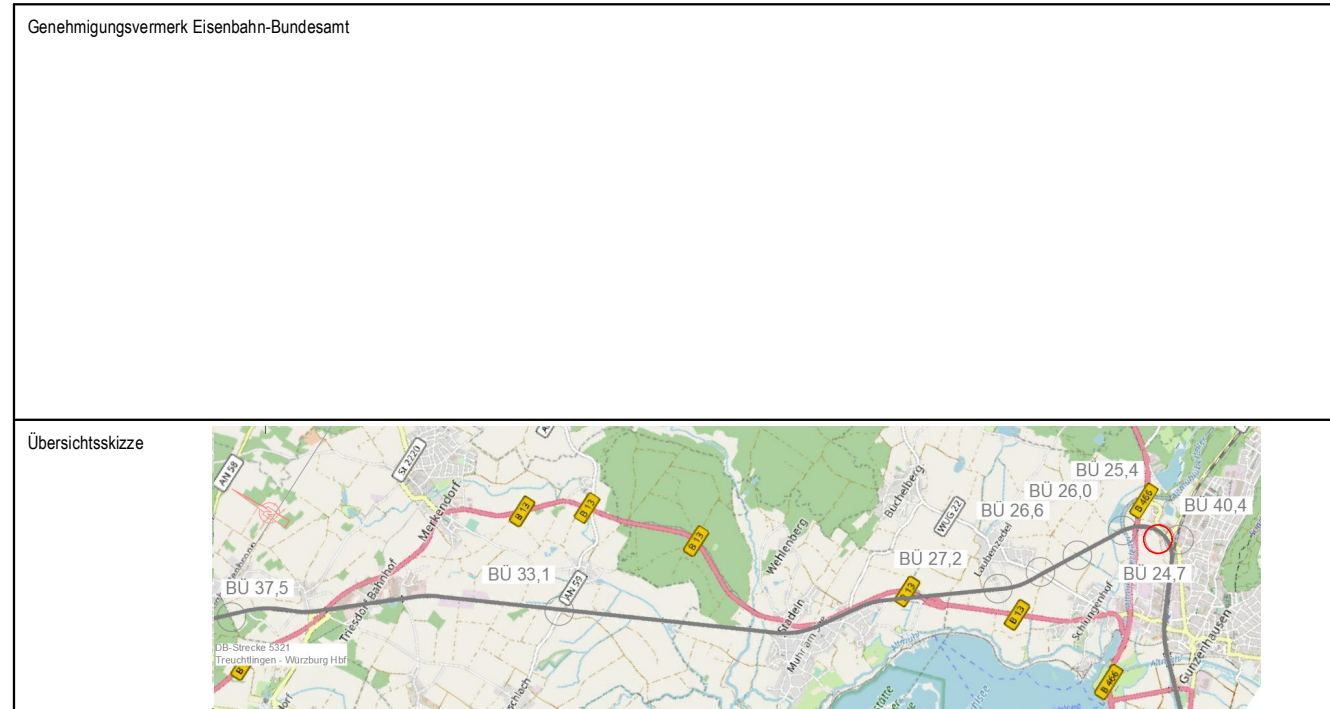 Genehmigungsvermerk Eisenbahn-Bundesamt
Übersichtsskizze
AN 58
St 2220
Merkendorf
B 13
B 13
B 13
Wehlenberg
Büchelberg
WUG 22
Laubenzedel
BÜ 25,4
BÜ 26,0
BÜ 26,6
B 466
BÜ 40,4
BÜ 27,2
BÜ 24,7
BÜ 33,1
BÜ 37,5
Triesdorf Bahnhof
AN 59
B 13
B 13
Stadeln
Muhr am See
Schlungenhof
Altmühl
Gunzenhausen
B 466
DB-Strecke 5321
Treuchtlingen - Würzburg Hbf